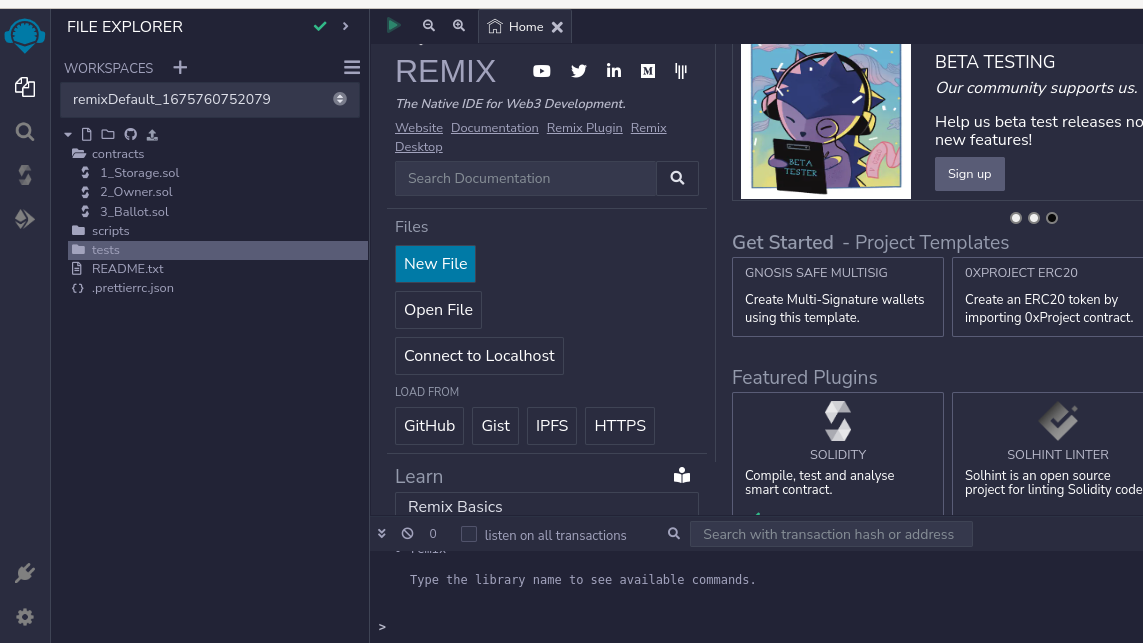 FILE EXPLORER
WORKSPACES
remixDefault_1675760752079
contracts
1_Storage.sol
2_Owner.sol
3_Ballot.sol
scripts
tests
README.txt
.prettierrc.json
Home
REMIX
The Native IDE for Web3 Development.
Website Documentation Remix Plugin Remix
Desktop
Search Documentation
Files
New File
Open File
Connect to Localhost
LOAD FROM
GitHub Gist IPFS HTTPS
Learn
Remix Basics
BETA
TESTER
BETA TESTING
Our community supports us.
Help us beta test releases no
new features!
Sign up
Get Started - Project Templates
GNOSIS SAFE MULTISIG
Create Multi-Signature wallets
using this template.
0XPROJECT ERC20
Create an ERC20 token by
importing 0xProject contract.
Featured Plugins
SOLIDITY
Compile, test and analyse
smart contract.
SOLHINT LINTER
Solhint is an open source
project for linting Solidity code
0 listen on all transactions Search with transaction hash or address
remix
Type the library name to see available commands.
>